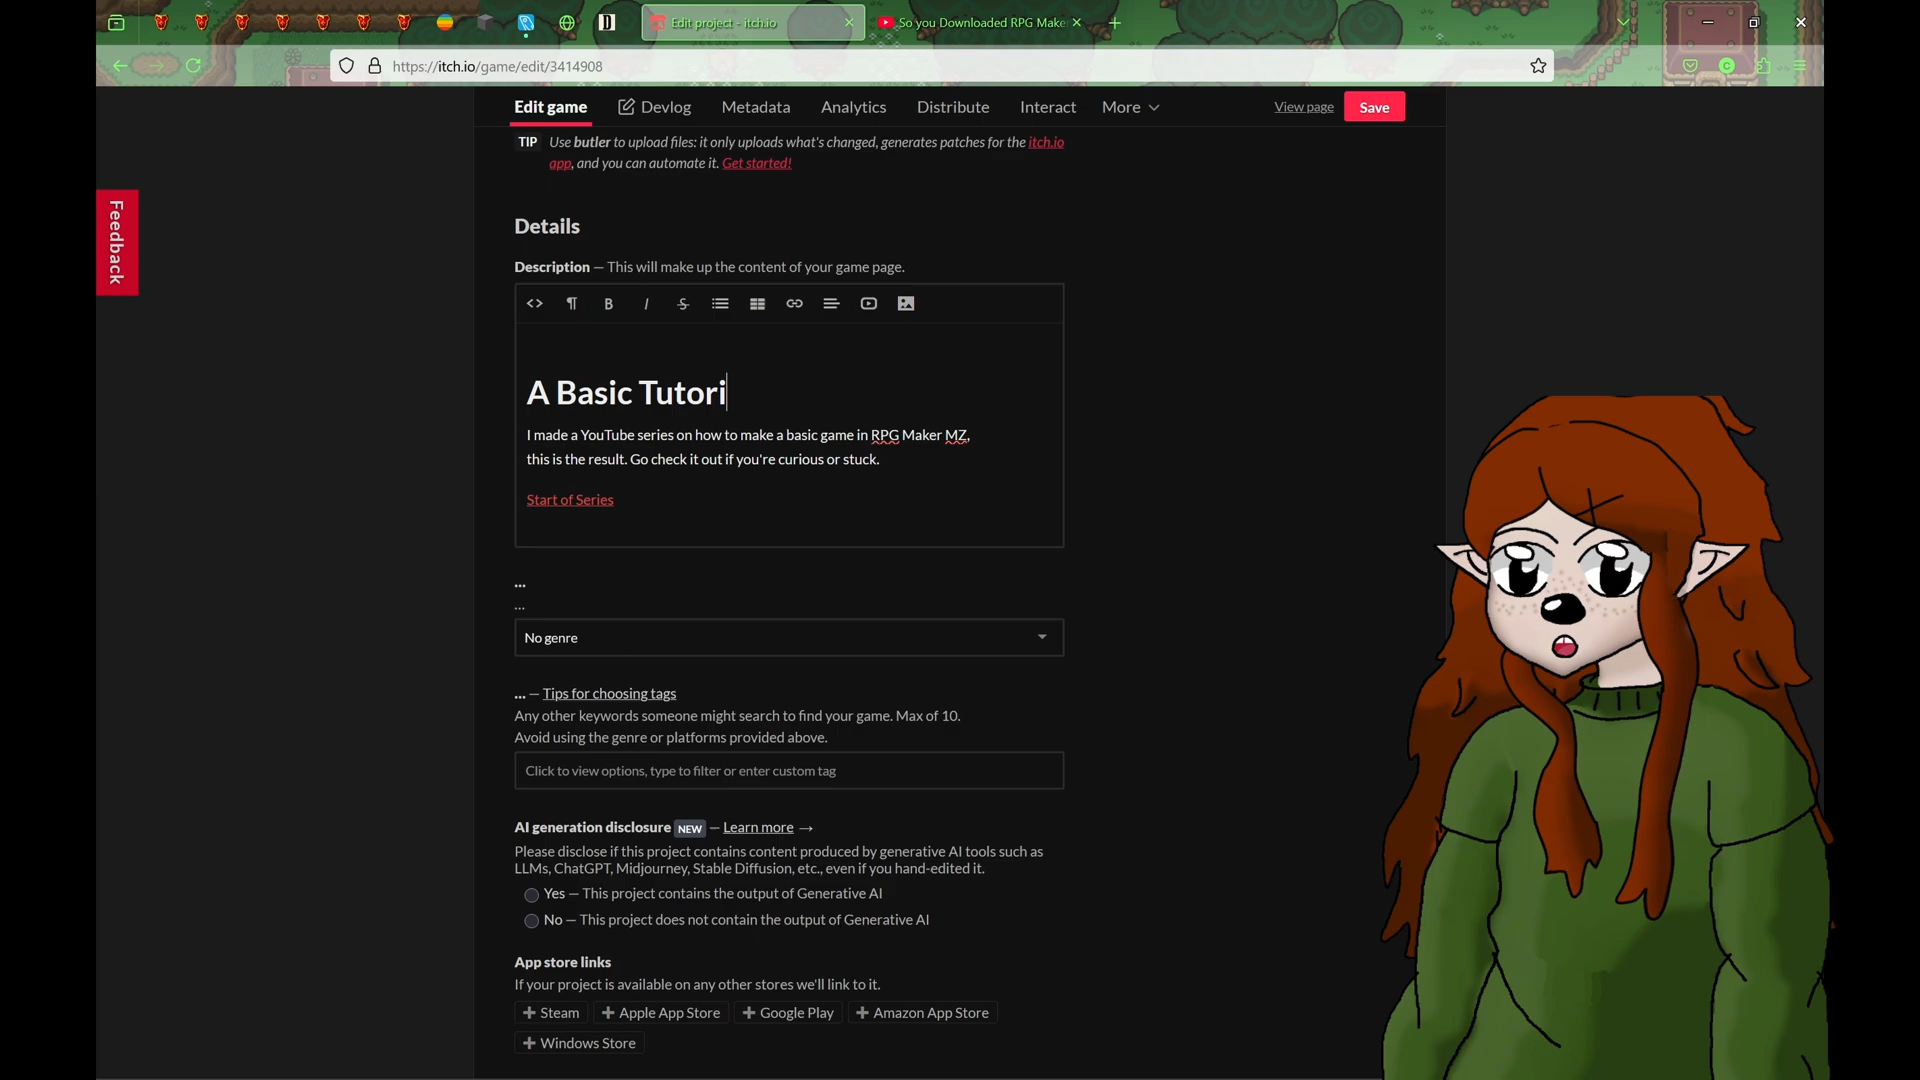 Edit project - itch.io
So you Downloaded RPG Make
https://itch.io/game/edit/3414908
Edit game
Devlog
Metadata
Analytics
Distribute
Interact
More
View page
Save
TIP Use butler to upload files: it only uploads what's changed, generates patches for the itch.io
app, and you can automate it. Get started!
Feedback
Details
Description — This will make up the content of your game page.
A Basic Tutori
I made a YouTube series on how to make a basic game in RPG Maker MZ,
this is the result. Go check it out if you're curious or stuck.
Start of Series
...
...
No genre
... — Tips for choosing tags
Any other keywords someone might search to find your game. Max of 10.
Avoid using the genre or platforms provided above.
Click to view options, type to filter or enter custom tag
AI generation disclosure NEW — Learn more →
Please disclose if this project contains content produced by generative AI tools such as
LLMs, ChatGPT, Midjourney, Stable Diffusion, etc., even if you hand-edited it.
Yes — This project contains the output of Generative AI
No — This project does not contain the output of Generative AI
App store links
If your project is available on any other stores we'll link to it.
Steam
Apple App Store
Google Play
Amazon App Store
Windows Store